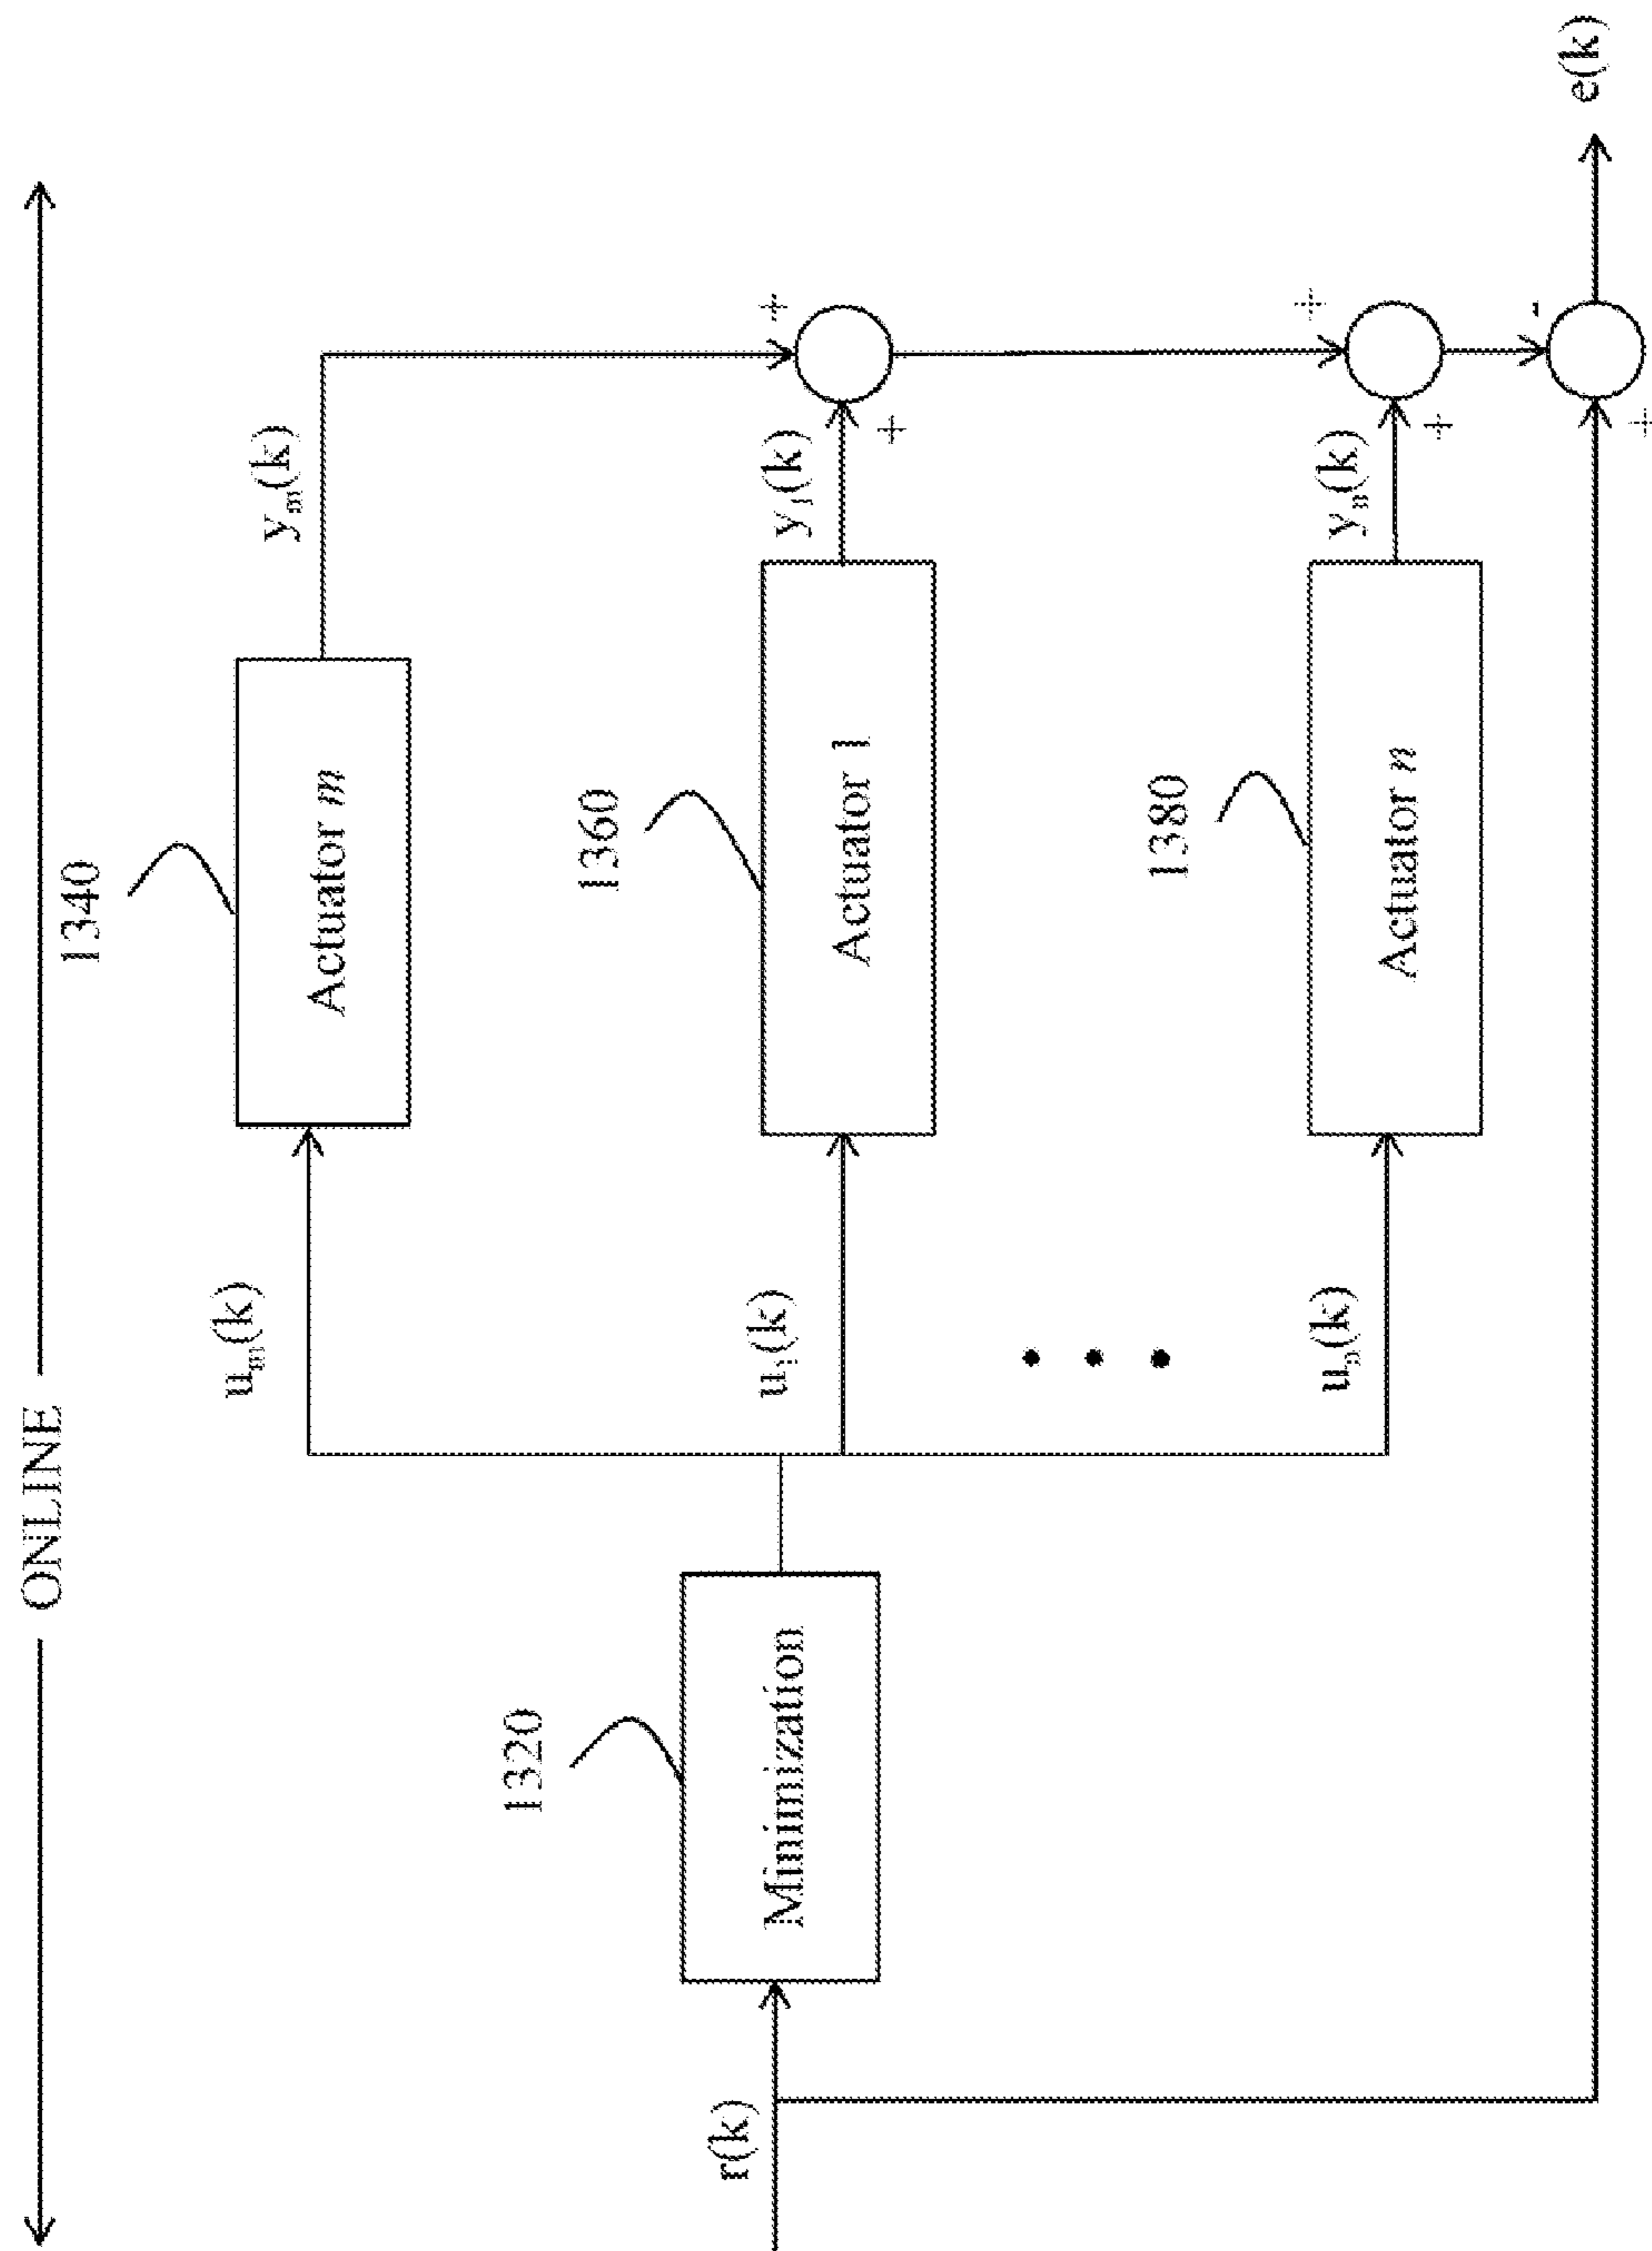 ONLINE
1340
Actuator m
u_m(k)
y_m(k)
+
1320
Minimization
r(k)
1360
Actuator 1
u_1(k)
y_1(k)
+
+
1380
Actuator n
u_n(k)
y_n(k)
+
-
+
e(k)